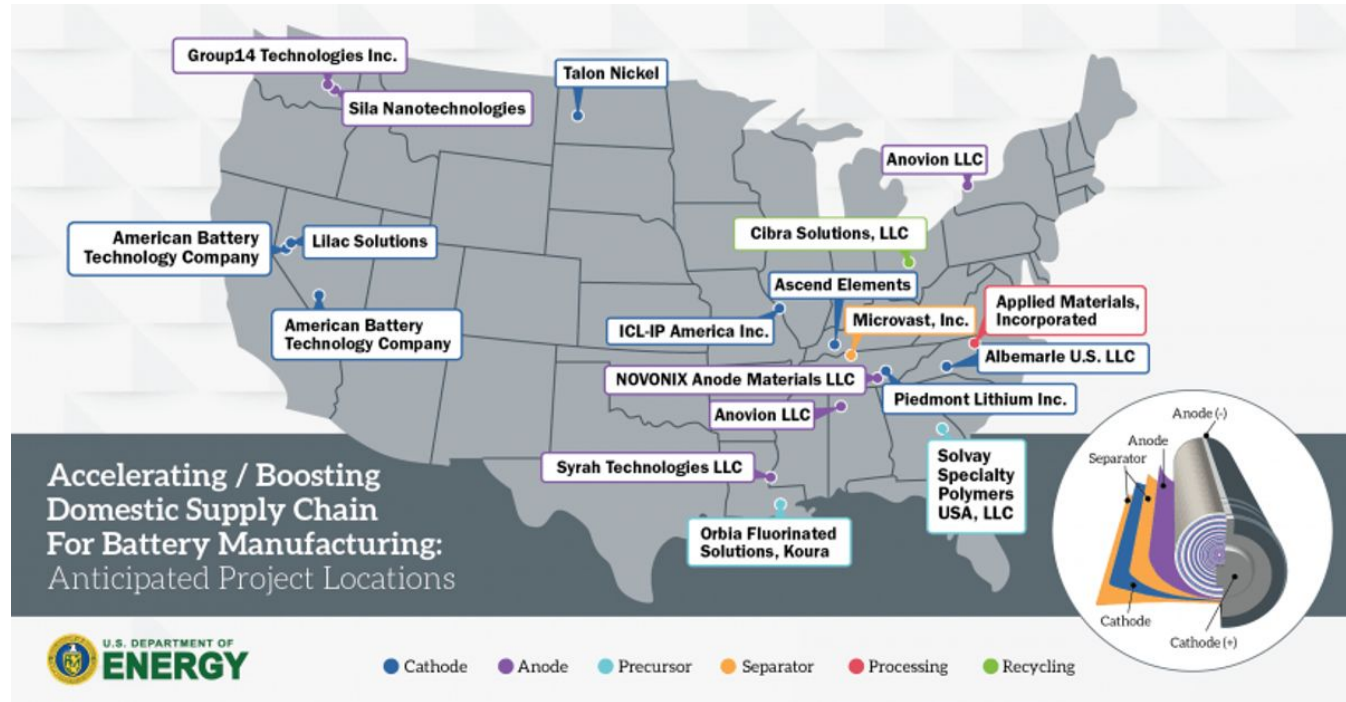 Group14 Technologies Inc.
Sila Nanotechnologies
Talon Nickel
Anovion LLC
American Battery
Technology Company
Lilac Solutions
Cibra Solutions, LLC
Ascend Elements
American Battery
Technology Company
ICL-IP America Inc.
Microvast, Inc.
Applied Materials,
Incorporated
Albemarle U.S. LLC
NOVONIX Anode Materials LLC
Piedmont Lithium Inc.
Anovion LLC
Syrah Technologies LLC
Solvay
Specialty
Polymers
USA, LLC
Orbia Fluorinated
Solutions, Koura
Anode (-)
Anode
Separator
Cathode
Cathode (+)
Accelerating / Boosting
Domestic Supply Chain
For Battery Manufacturing:
Anticipated Project Locations
U.S. DEPARTMENT OF
ENERGY
Cathode
Anode
Precursor
Separator
Processing
Recycling